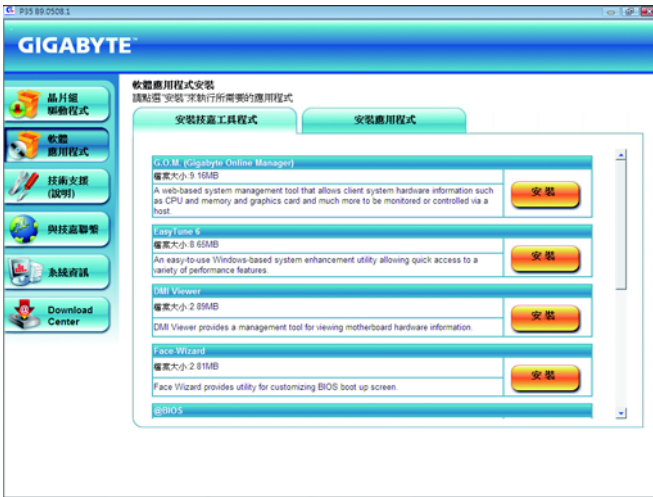 P35 B9.0508.1
GIGABYTE™
晶片組
驅動程式
軟體
應用程式
技術支援
(說明)
與技嘉聯繫
系統資訊
Download
Center
軟體應用程式安裝
請點選"安裝"來執行所需要的應用程式
安裝技嘉工具程式
安裝應用程式
G.O.M. (Gigabyte Online Manager)
檔案大小:9.16MB
A web-based system management tool that allows client system hardware information such
as CPU and memory and graphics card and much more to be monitored or controlled via a
host.
安裝
EasyTune 6
檔案大小:8.65MB
An easy-to-use Windows-based system enhancement utility allowing quick access to a
variety of performance features.
安裝
DMI Viewer
檔案大小:2.89MB
DMI Viewer provides a management tool for viewing motherboard hardware information.
安裝
Face-Wizard
檔案大小:2.81MB
Face Wizard provides utility for customizing BIOS boot up screen.
安裝
@BIOS